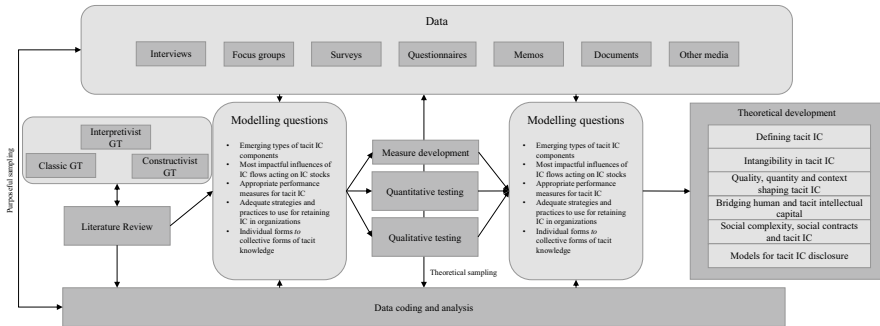 Data
Interviews
Focus groups
Surveys
Questionnaires
Memos
Documents
Other media
Purposeful sampling
Interpretivist
GT
Classic GT
Constructivist
GT
Literature Review
Modelling questions
• Emerging types of tacit IC
components
• Most impactful influences of
IC flows acting on IC stocks
• Appropriate performance
measures for tacit IC
• Adequate strategies and
practices to use for retaining
IC in organizations
• Individual forms to
collective forms of tacit
knowledge
Measure development
Quantitative testing
Qualitative testing
Theoretical sampling
Modelling questions
• Emerging types of tacit IC
components
• Most impactful influences of
IC flows acting on IC stocks
• Appropriate performance
measures for tacit IC
• Adequate strategies and
practices to use for retaining
IC in organizations
• Individual forms to
collective forms of tacit
knowledge
Theoretical development
Defining tacit IC
Intangibility in tacit IC
Quality, quantity and context
shaping tacit IC
Bridging human and tacit intellectual
capital
Social complexity, social contracts
and tacit IC
Models for tacit IC disclosure
Data coding and analysis